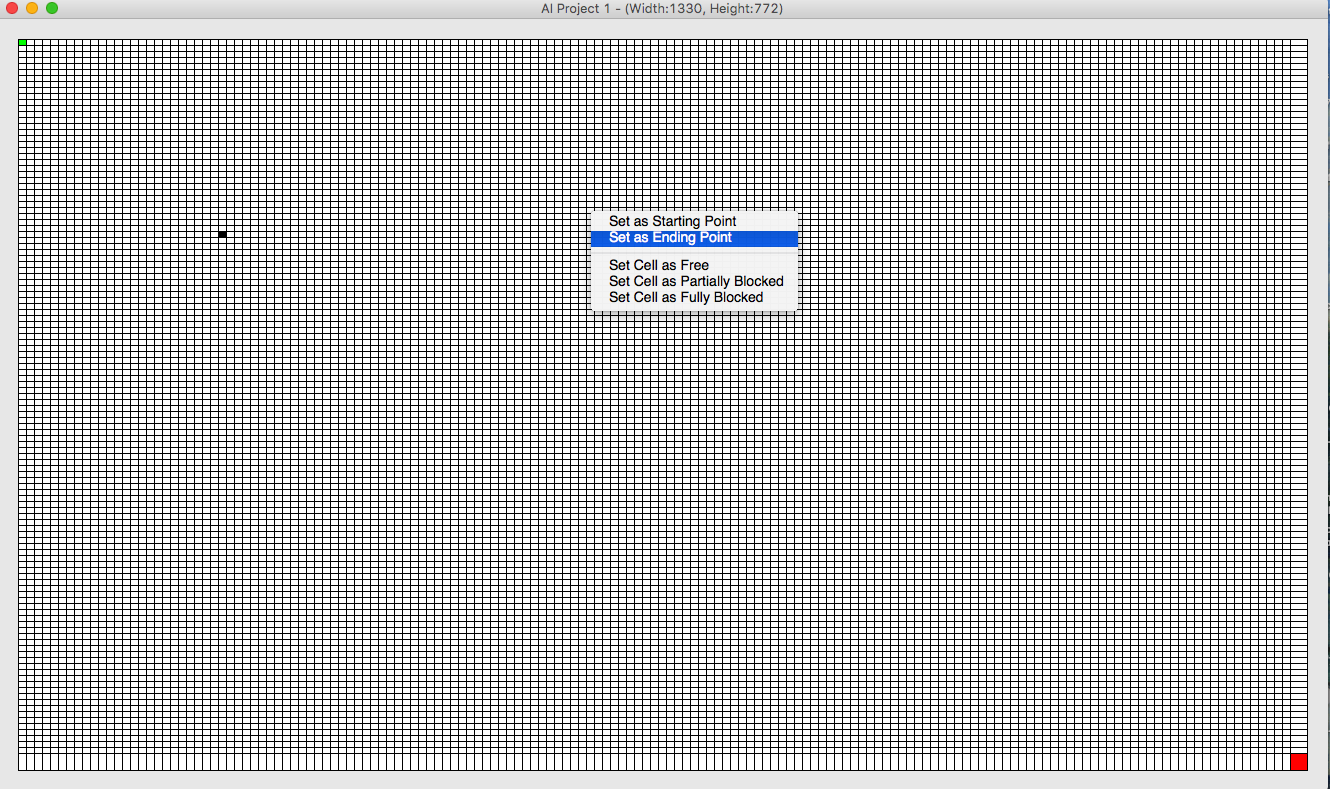 AI Project 1 - (Width:1330, Height:772)
Set as Starting Point
Set as Ending Point
Set Cell as Free
Set Cell as Partially Blocked
Set Cell as Fully Blocked